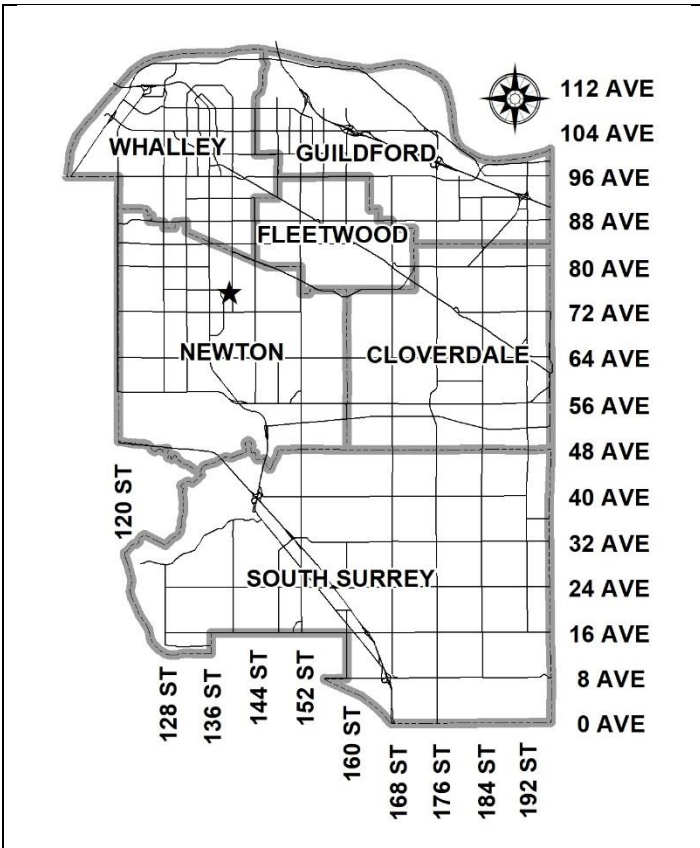 112 AVE
104 AVE
WHALLEY
GUILDFORD
96 AVE
88 AVE
FLEETWOOD
80 AVE
72 AVE
NEWTON
CLOVERDALE
64 AVE
56 AVE
48 AVE
120 ST
40 AVE
32 AVE
SOUTH SURREY
24 AVE
16 AVE
128 ST
136 ST
144 ST
152 ST
160 ST
8 AVE
0 AVE
168 ST
176 ST
184 ST
192 ST